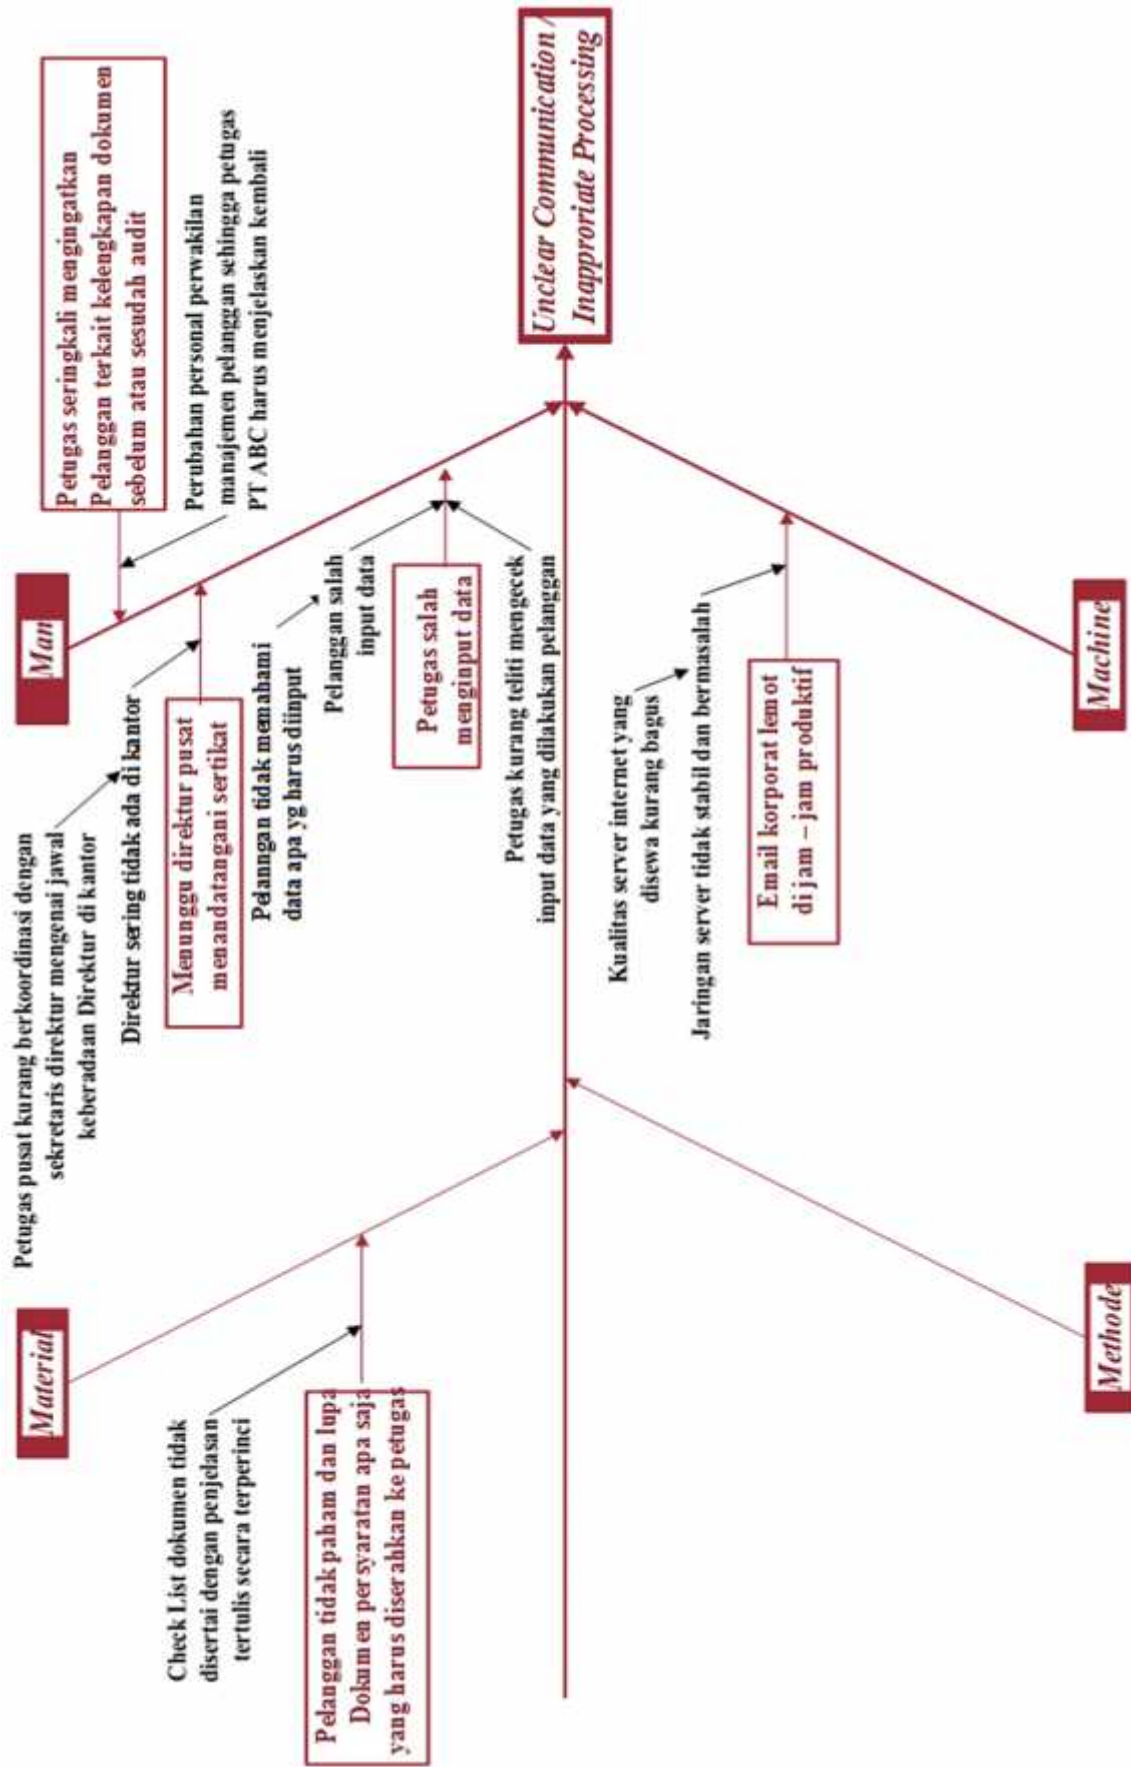 Material
Man
Petugas pusat kurang berkoordinasi dengan
sekretaris direktur mengenai jawal
keberadaan Direktur di kantor
Direktur sering tidak ada di kantor
Menunggu direktur pusat
menandatangani sertikat
Petugas seringkali mengingatkan
Pelanggan terkait kelengkapan dokumen
sebelum atau sesudah audit
Perubahan personal perwakilan
manajemen pelanggan sehingga petugas
PT ABC harus menjelaskan kembali
Check List dokumen tidak
disertai dengan penjelasan
tertulis secara terperinci
Pelanggan tidak paham dan lupa
Dokumen persyaratan apa saja
yang harus diserahkan ke petugas
Pelanngan tidak memahami
data apa yg harus diinput
Pelanggan salah
input data
Petugas salah
menginput data
Petugas kurang teliti mengecek
input data yang dilakukan pelanggan
Unclear Communication /
Inapproriate Processing
Kualitas server internet yang
disewa kurang bagus
Jaringan server tidak stabil dan bermasalah
Email korporat lemot
di jam – jam produktif
Methode
Machine